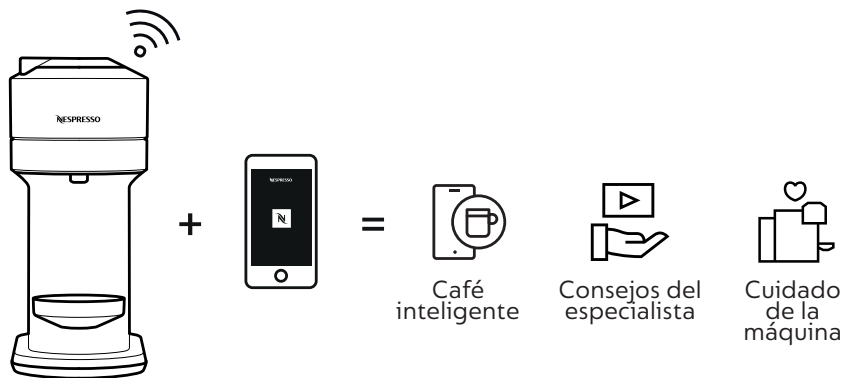 NESPRESSO
NESPRESSO
N
+
=
Café
inteligente
Consejos del
especialista
Cuidado
de la
máquina